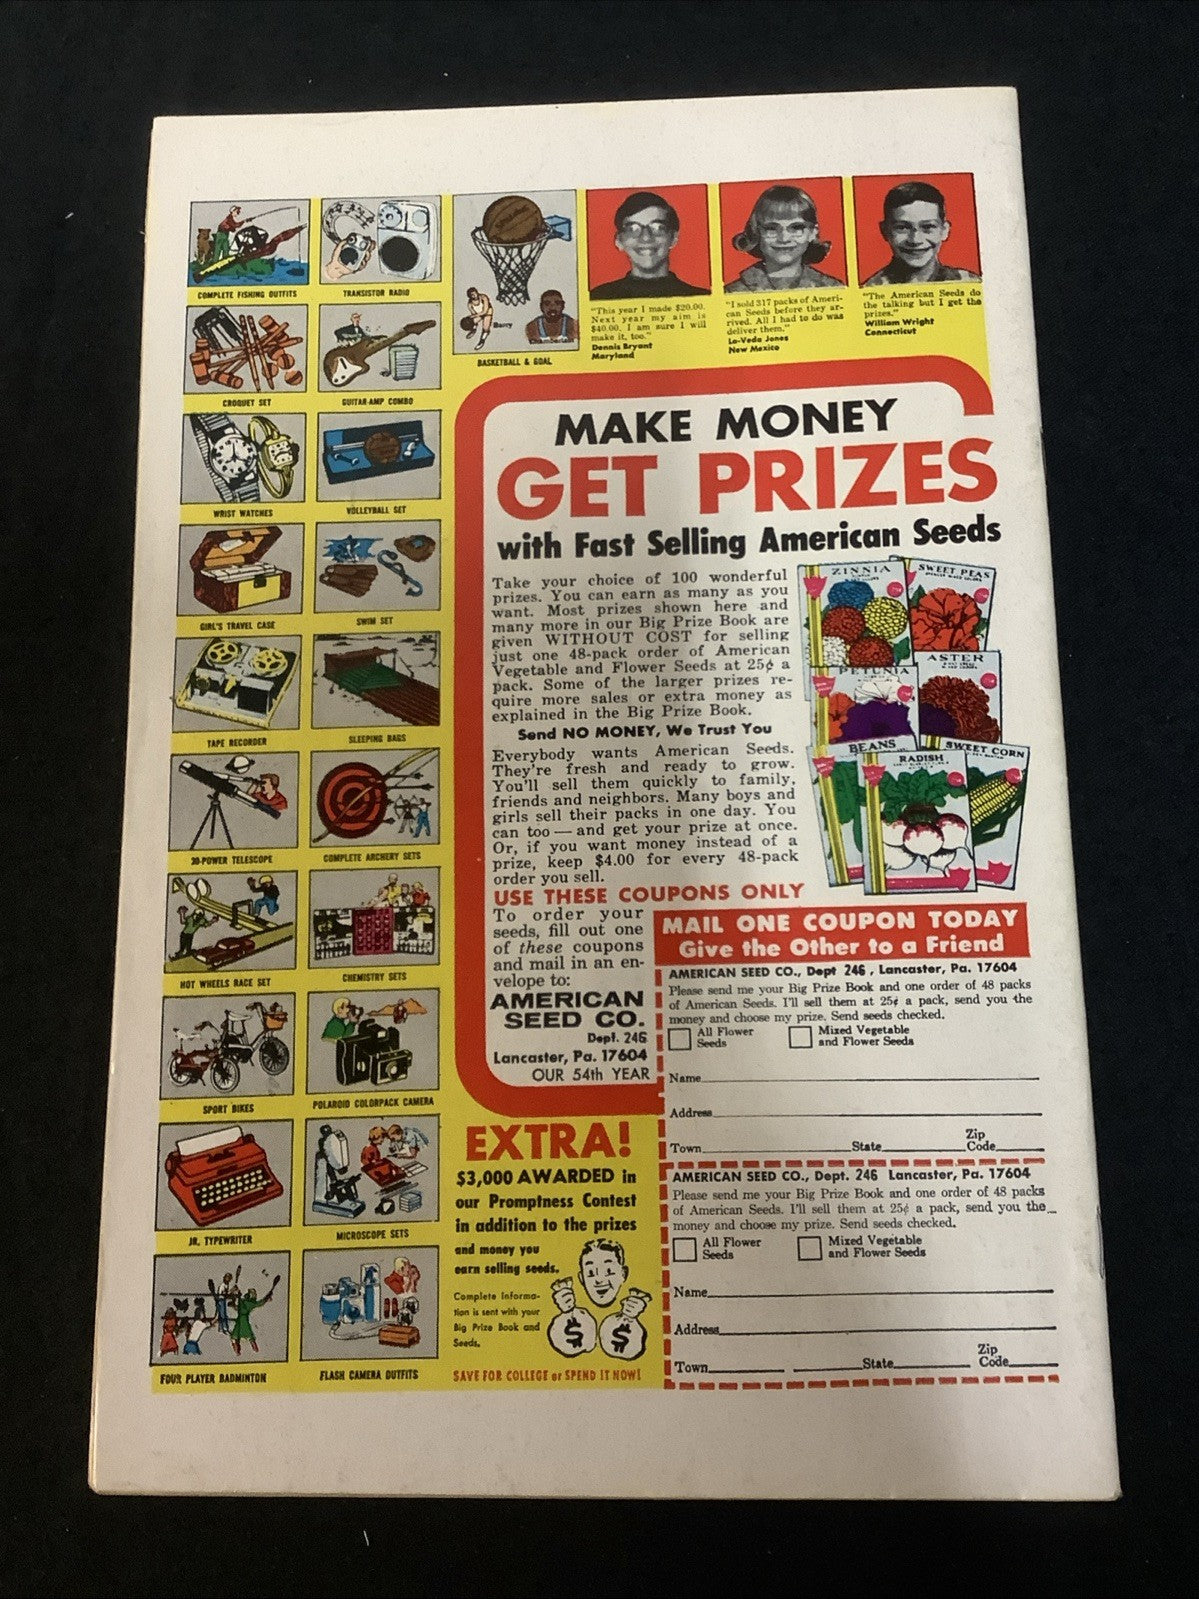 COMPLETE FISHING OUTFITS
TRANSISTOR RADIO
CROQUET SET
GUITAR-AMP COMBO
WRIST WATCHES
VOLLEYBALL SET
GIRL'S TRAVEL CASE
SWIM SET
TAPE RECORDER
SLEEPING BAGS
30-POWER TELESCOPE
COMPLETE ARCHERY SETS
HOT WHEELS RACE SET
CHEMISTRY SETS
SPORT BIKES
POLAROID COLORPACK CAMERA
JR. TYPEWRITER
MICROSCOPE SETS
FOUR PLAYER BADMINTON
FLASH CAMERA OUTFITS
Barry
Chamberlain
BASKETBALL & GOAL
"This year I made $20.00.
Next year my aim is
$40.00. I am sure I will
make it, too."
Dennis Bryant
Maryland
"I sold 317 packs of Ameri-
can Seeds before they ar-
rived. All I had to do was
deliver them."
La-Veda Jones
New Mexico
"The American Seeds do
the talking but I get the
prizes."
William Wright
Connecticut
MAKE MONEY
GET PRIZES
with Fast Selling American Seeds
Take your choice of 100 wonderful
prizes. You can earn as many as you
want. Most prizes shown here and
many more in our Big Prize Book are
given WITHOUT COST for selling
just one 48-pack order of American
Vegetable and Flower Seeds at 25¢ a
pack. Some of the larger prizes re-
quire more sales or extra money as
explained in the Big Prize Book.
Send NO MONEY, We Trust You
Everybody wants American Seeds.
They're fresh and ready to grow.
You'll sell them quickly to family,
friends and neighbors. Many boys and
girls sell their packs in one day. You
can too — and get your prize at once.
Or, if you want money instead of a
prize, keep $4.00 for every 48-pack
order you sell.
ZINNIA
SWEET PEAS
PETUNIA
ASTER
BEANS
SWEET CORN
RADISH
USE THESE COUPONS ONLY
To order your
seeds, fill out one
of these coupons
and mail in an en-
velope to:
AMERICAN
SEED CO.
Dept. 246
Lancaster, Pa. 17604
OUR 54th YEAR
MAIL ONE COUPON TODAY
Give the Other to a Friend
AMERICAN SEED CO., Dept 246, Lancaster, Pa. 17604
Please send me your Big Prize Book and one order of 48 packs
of American Seeds. I'll sell them at 25¢ a pack, send you the
money and choose my prize. Send seeds checked.
All Flower
Seeds
Mixed Vegetable
and Flower Seeds
Name
Address
Town State Zip Code
AMERICAN SEED CO., Dept. 246 Lancaster, Pa. 17604
Please send me your Big Prize Book and one order of 48 packs
of American Seeds. I'll sell them at 25¢ a pack, send you the
money and choose my prize. Send seeds checked.
All Flower
Seeds
Mixed Vegetable
and Flower Seeds
Name
Address
Town State Zip Code
EXTRA!
$3,000 AWARDED in
our Promptness Contest
in addition to the prizes
and money you
earn selling seeds.
Complete Informa-
tion is sent with your
Big Prize Book and
Seeds.
$ $
SAVE FOR COLLEGE or SPEND IT NOW!